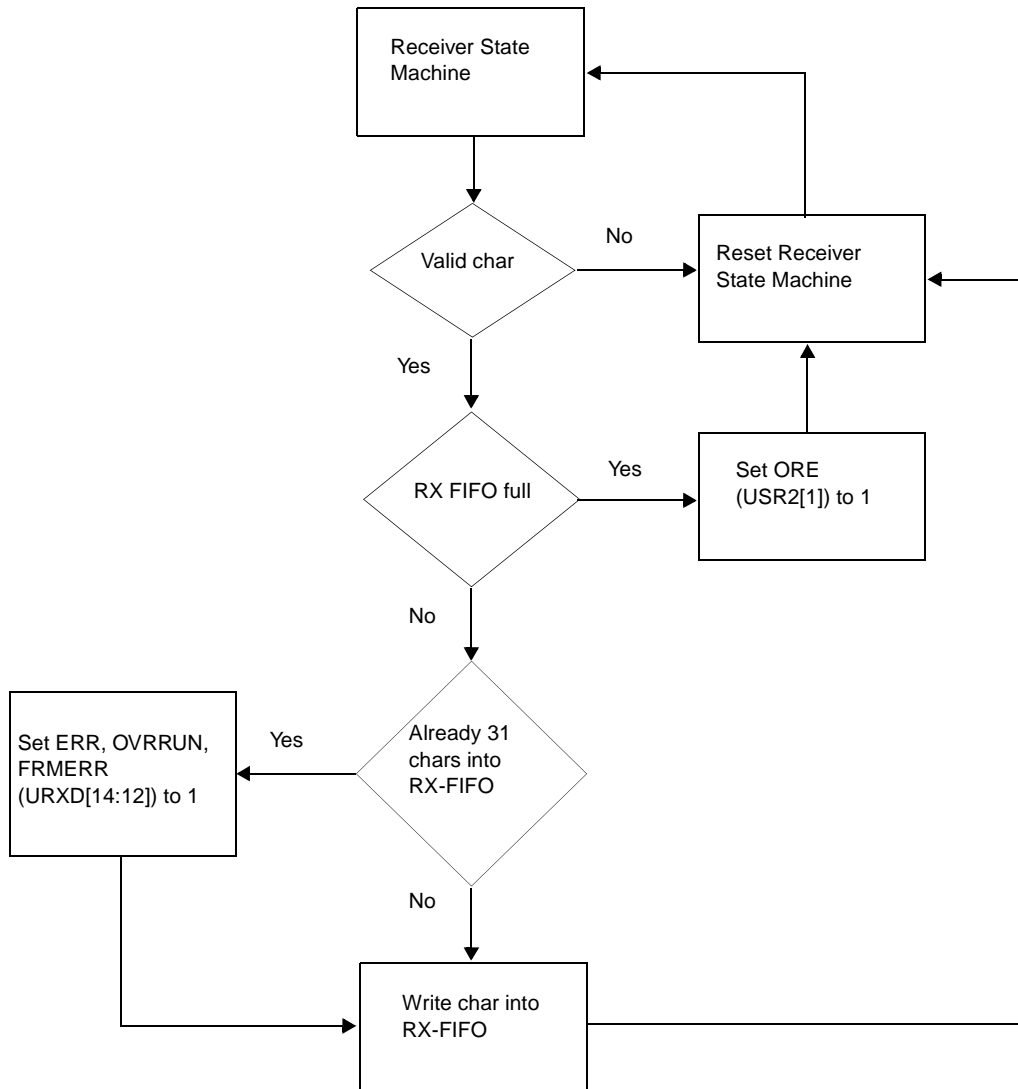 Receiver State
Machine
No
Valid char
Reset Receiver
State Machine
Yes
Yes
RX FIFO full
Set ORE
(USR2[1]) to 1
No
Already 31
chars into
RX-FIFO
Yes
Set ERR, OVRRUN,
FRMERR
(URXD[14:12]) to 1
No
Write char into
RX-FIFO